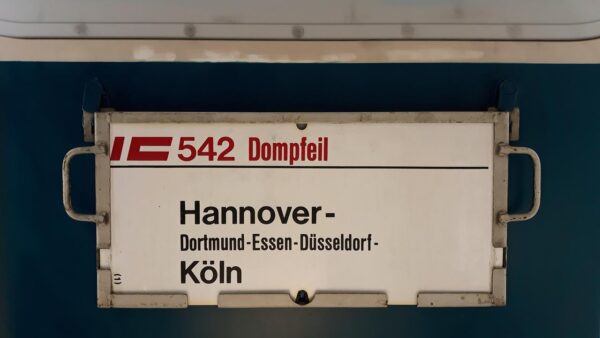 IC 542 Dompfeil
Hannover-
Dortmund-Essen-Düsseldorf-
Köln